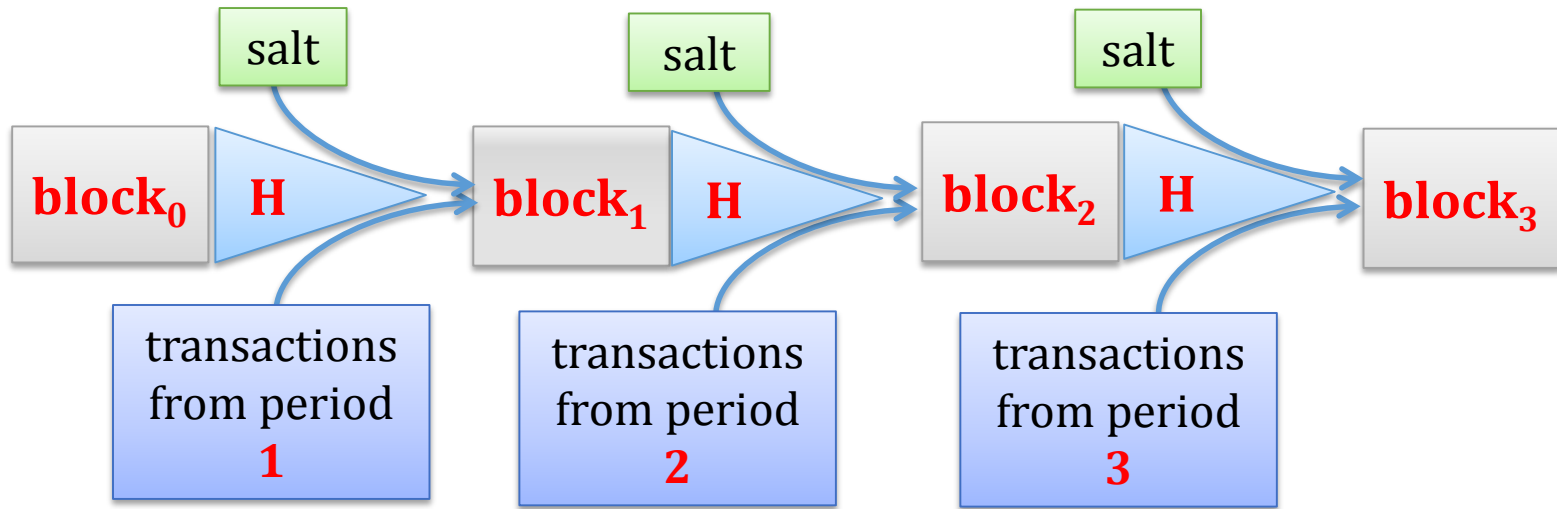 salt
salt
salt
block₀ H block₁ H block₂ H block₃
transactions
from period
1
transactions
from period
2
transactions
from period
3